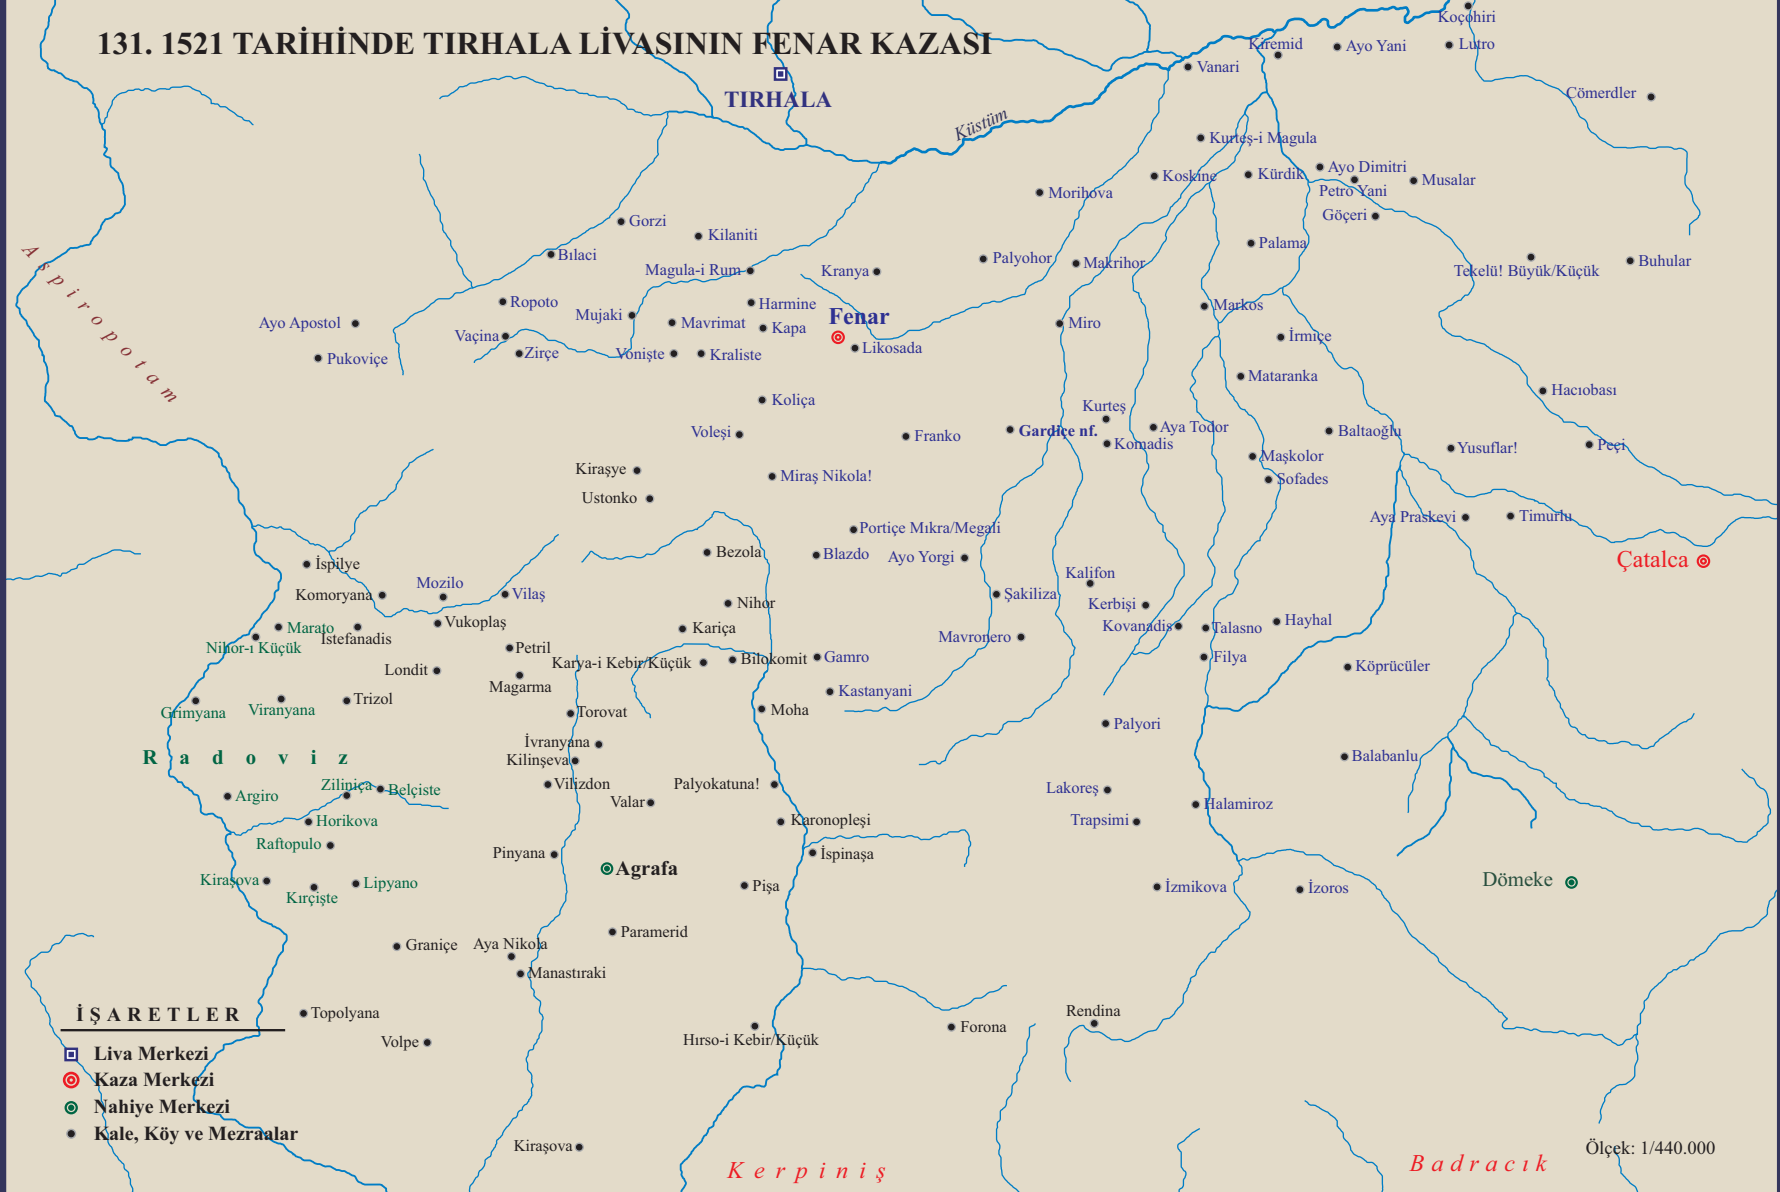 Koçohiri
131. 1521 TARİHİNDE TIRHALA LİVASININ FENAR KAZASI
Kiremid
Ayo Yani
Lutro
Vanari
TIRHALA
Cömerdler
Küstüm
Kurteş-i Magula
Ayo Dimitri
Koskine
Kürdik
Petro Yani
Musalar
Morihova
Göçeri
Gorzi
Kilaniti
Palama
Aspiropotam
Bılaci
Palyohor
Makrihor
Magula-i Rum
Kranya
Tekelü! Büyük/Küçük
Buhular
Ropoto
Harmine
Markos
Mujaki
Fenar
Ayo Apostol
Mavrimat
Kapa
Miro
Vaçina
İrmiçe
Pukoviçe
Zirçe
Vonişte
Kraliste
Likosada
Mataranka
Hacıobası
Koliça
Kurteş
Voleşi
Franko
Gardiçe nf.
Aya Todor
Baltaoğlu
Komadis
Yusuflar!
Peçi
Kiraşye
Maşkolor
Miraş Nikola!
Sofades
Ustonko
Aya Praskevi
Timurlu
Portiçe Mıkra/Megali
Bezola
Blazdo
Ayo Yorgi
Çatalca
İspilye
Kalifon
Mozilo
Komoryana
Vilaş
Şakiliza
Nihor
Kerbişi
Vukoplaş
Marato
İstefanadis
Kariça
Kovanadis
Talasno
Hayhal
Nihor-ı Küçük
Mavronero
Petril
Karya-i Kebir/Küçük
Bilokomit
Gamro
Filya
Londit
Köprücüler
Magarma
Kastanyani
Grimyana
Viranyana
Trizol
Torovat
Moha
Palyori
İvranyana
Radoviz
Kilinşeva
Balabanlu
Ziliniça
Belçiste
Vilizdon
Palyokatuna!
Lakoreş
Argiro
Valar
Halamiroz
Horikova
Karonopleşi
Trapsimi
Raftopulo
Pinyana
İspinaşa
Agrafa
Kiraşova
Kırçişte
Lipyano
Pişa
İzmikova
İzoros
Dömeke
Paramerid
Graniçe
Aya Nikola
Manastıraki
İŞARETLER
Topolyana
Rendina
Forona
Volpe
Hırso-i Kebir/Küçük
Liva Merkezi
Kaza Merkezi
Nahiye Merkezi
Kale, Köy ve Mezraalar
Kiraşova
Kerpiniş
Badracık
Ölçek: 1/440.000